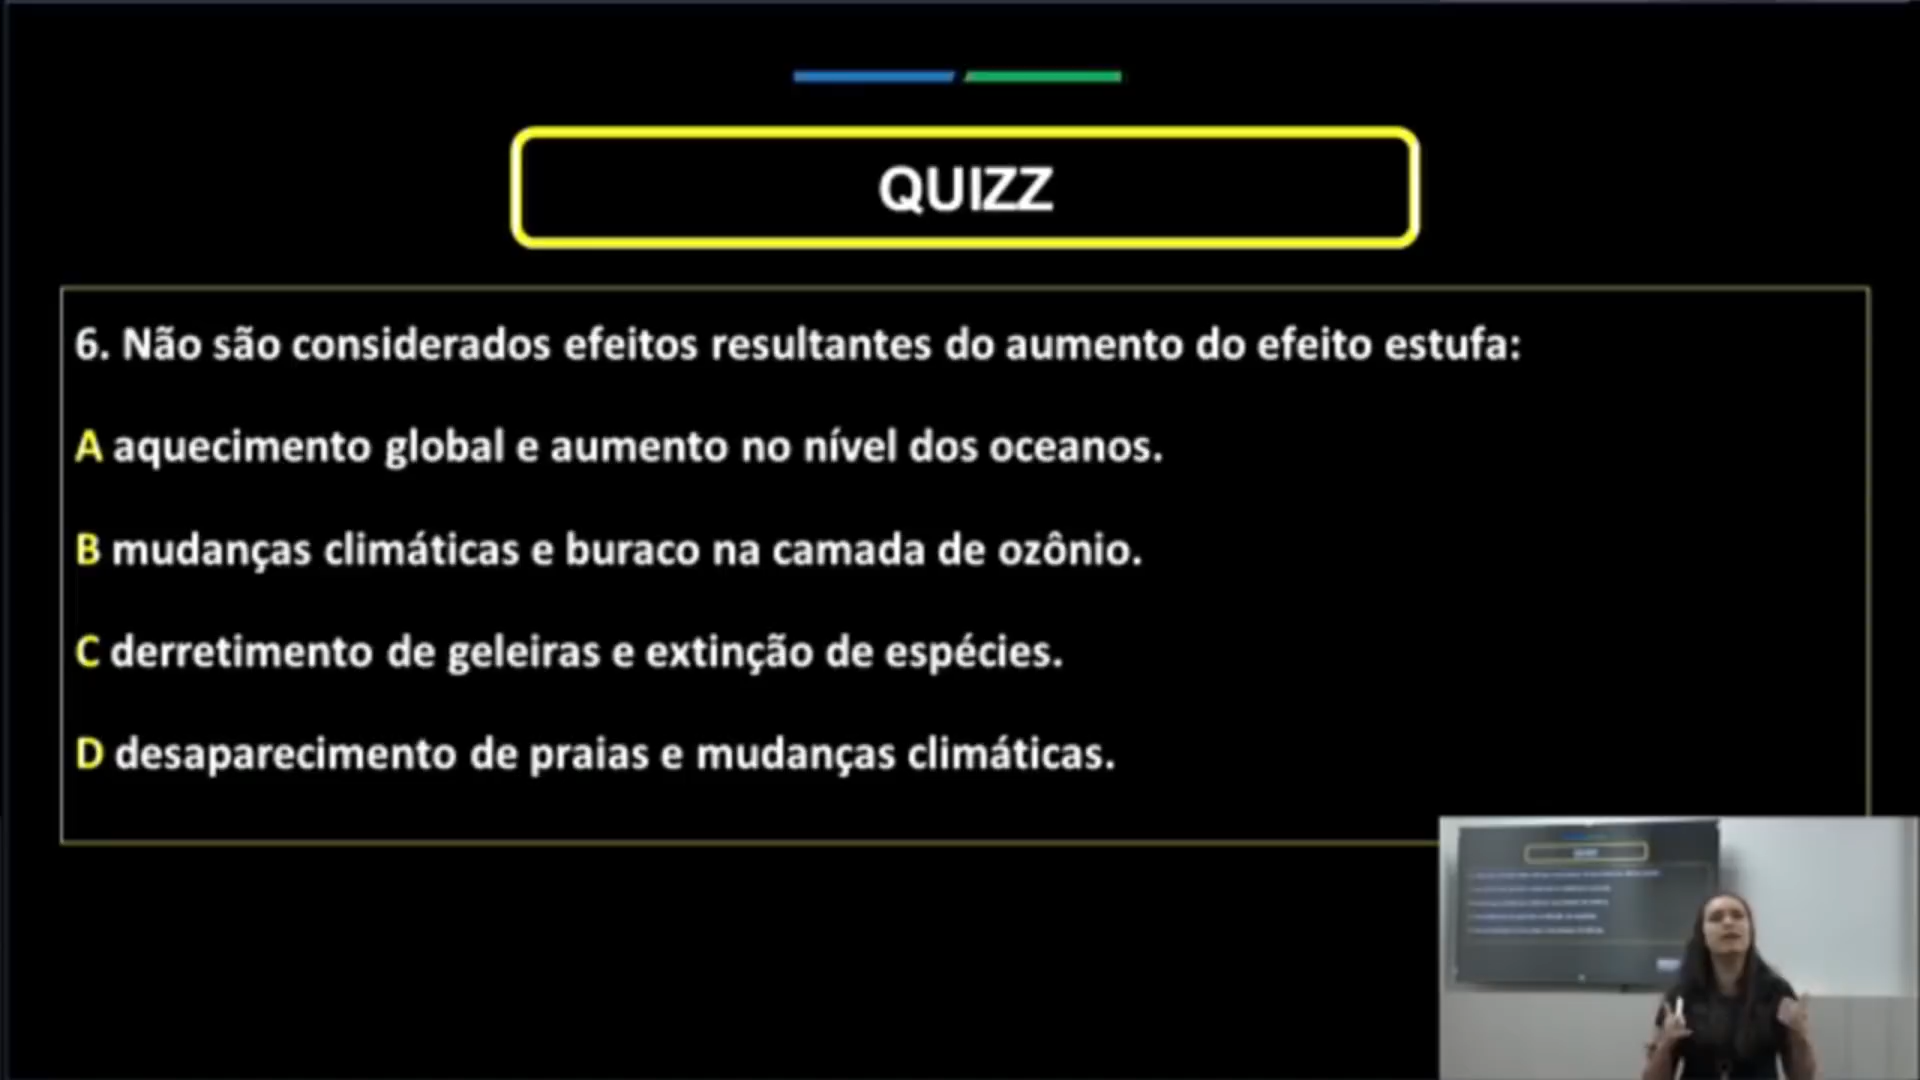 QUIZZ
6. Não são considerados efeitos resultantes do aumento do efeito estufa:
A aquecimento global e aumento no nível dos oceanos.
B mudanças climáticas e buraco na camada de ozônio.
C derretimento de geleiras e extinção de espécies.
D desaparecimento de praias e mudanças climáticas.